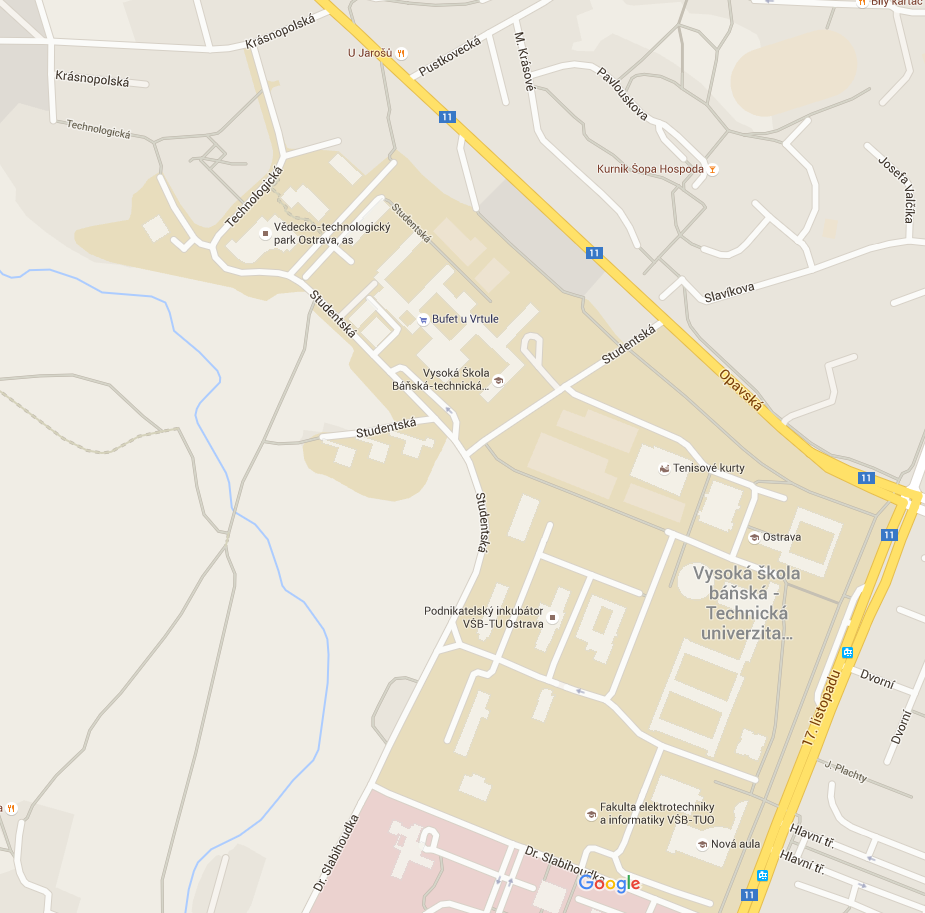 Bílý kartáč
Krásnopolská
U Jarošů
Pustkovecká
M. Krásové
Krásnopolská
Pavlouskova
11
Technologická
Kurnik Šopa Hospoda
Josefa Valčíka
Technologická
Studentská
Vědecko-technologický
park Ostrava, as
11
Slavíkova
Studentská
Bufet u Vrtule
Studentská
Vysoká Škola
Báňská-technická...
Opavská
Studentská
Tenisové kurty
11
Studentská
11
Ostrava
Vysoká škola
báňská -
Technická
univerzita...
Podnikatelský inkubátor
VŠB-TU Ostrava
Dvorní
17. listopadu
Dvorní
J. Plachty
a
Fakulta elektrotechniky
a informatiky VŠB-TUO
Dr. Slabihoudka
Nová aula
Hlavní tř.
Hlavní tř.
Dr. Slabihoudka
Google
11